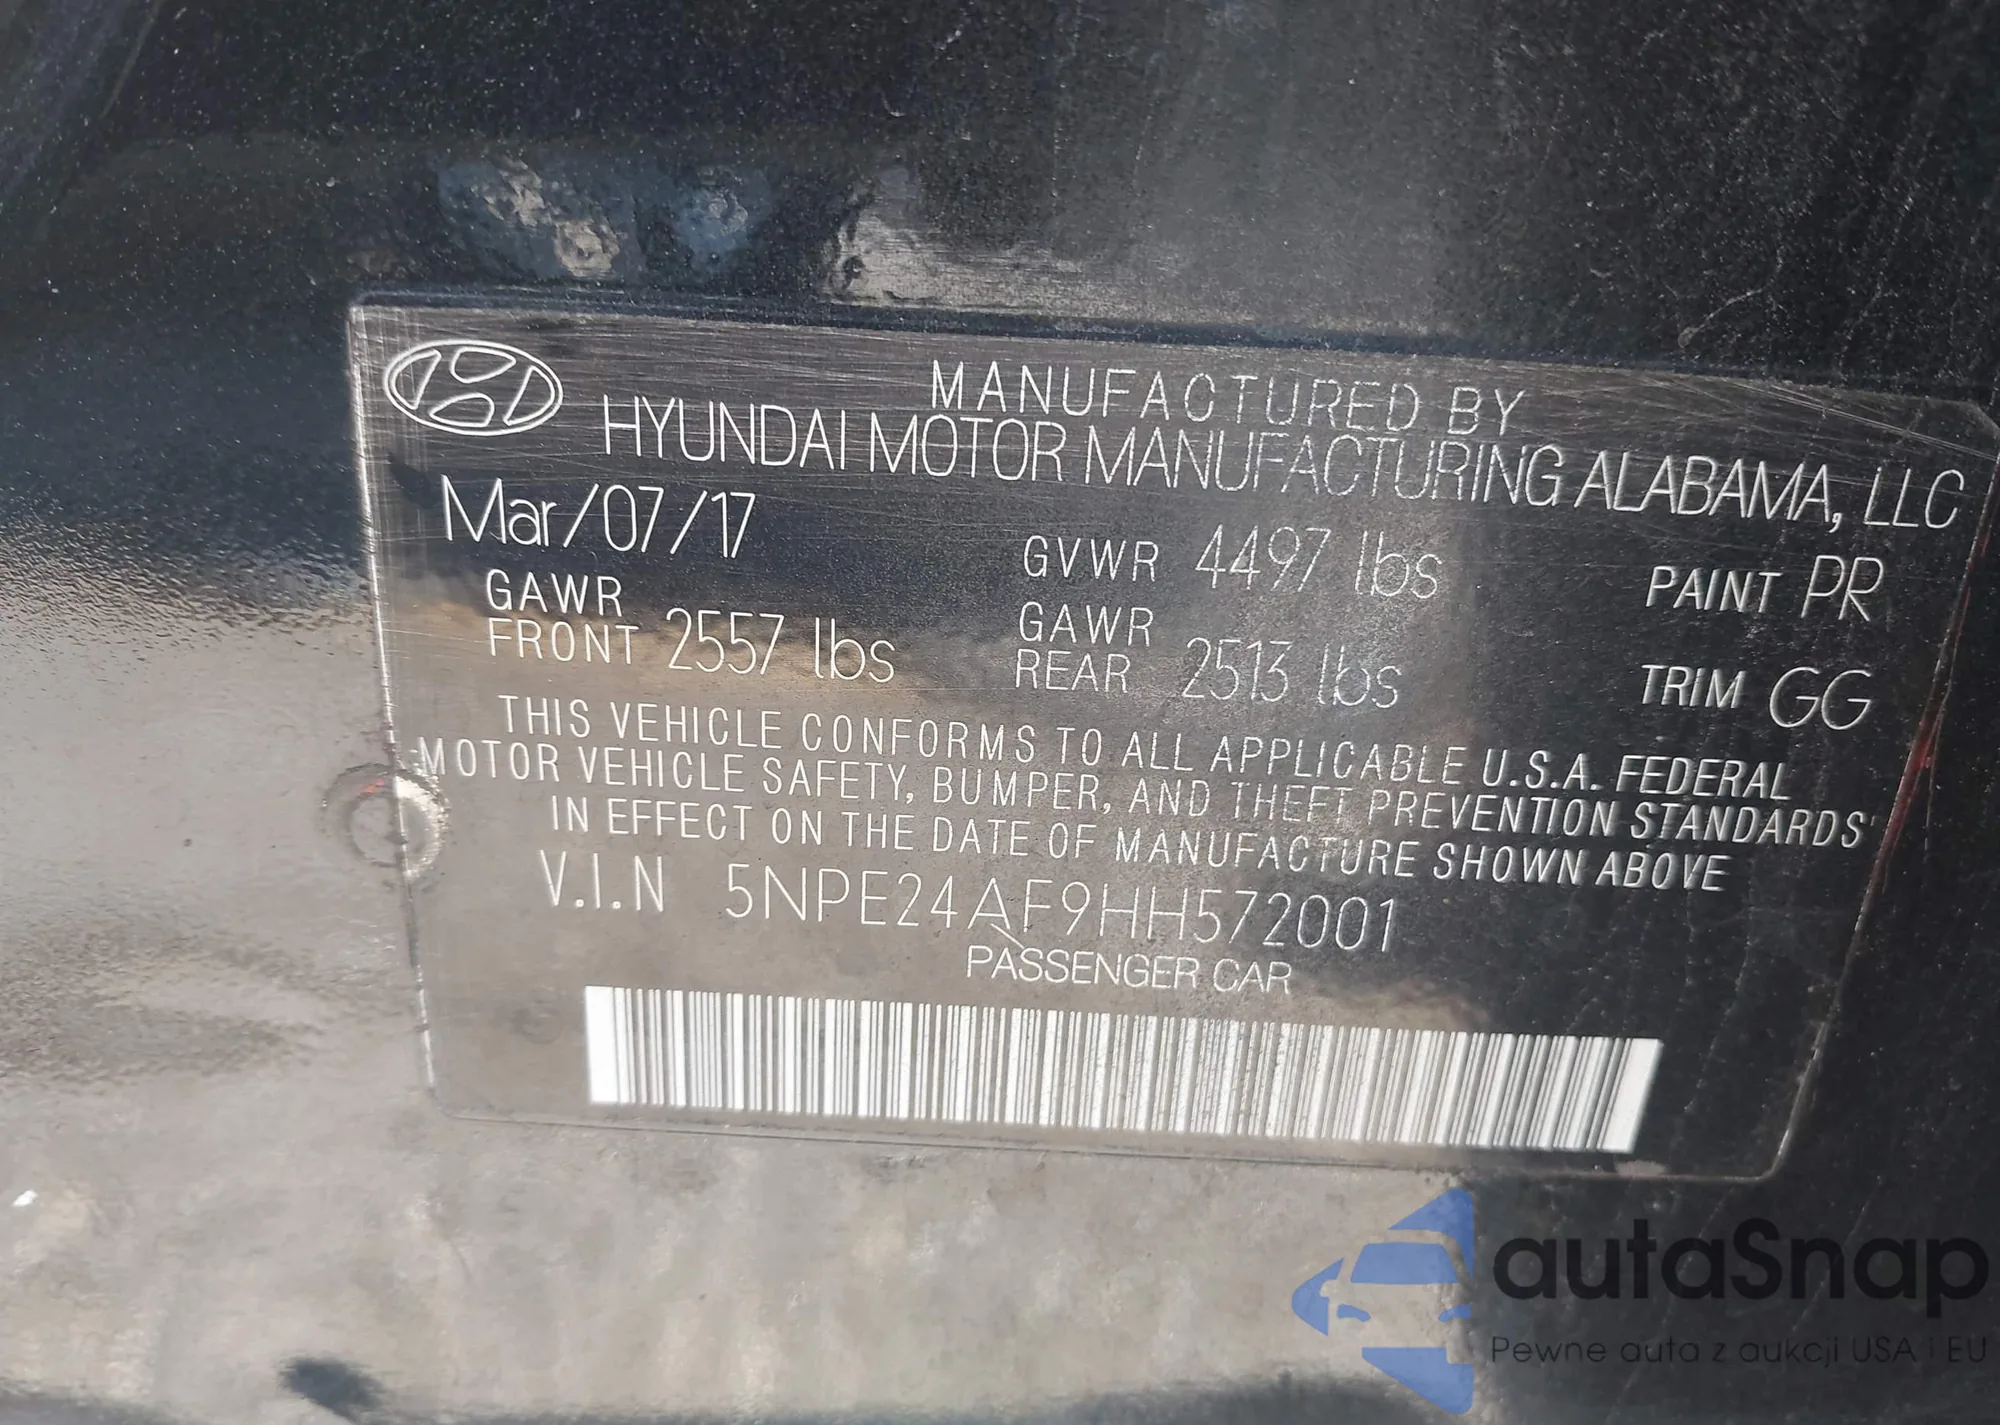 MANUFACTURED BY
HYUNDAI MOTOR MANUFACTURING ALABAMA, LLC
Mar/07/17
GVWR 4497 lbs
PAINT PR
GAWR
FRONT 2557 lbs
GAWR
REAR 2513 lbs
TRIM GG
THIS VEHICLE CONFORMS TO ALL APPLICABLE U.S.A. FEDERAL
MOTOR VEHICLE SAFETY, BUMPER, AND THEFT PREVENTION STANDARDS
IN EFFECT ON THE DATE OF MANUFACTURE SHOWN ABOVE
V.I.N 5NPE24AF9HH572001
PASSENGER CAR
autaSnap
Pewne auta z aukcji USA i EU